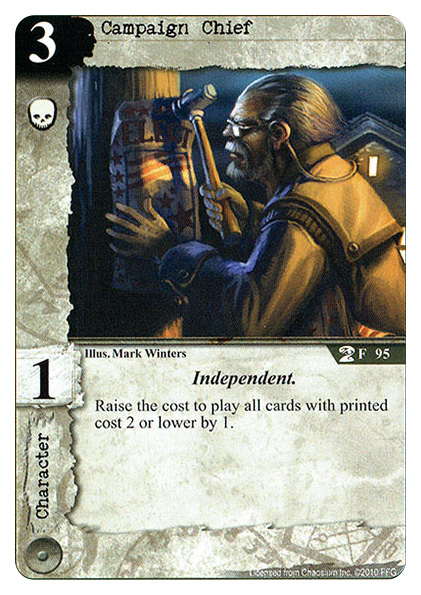 3
Campaign Chief
Illus. Mark Winters
F 95
1
Independent.
Raise the cost to play all cards with printed
cost 2 or lower by 1.
Character
Licensed from Chaosium Inc. ©2010 FFG